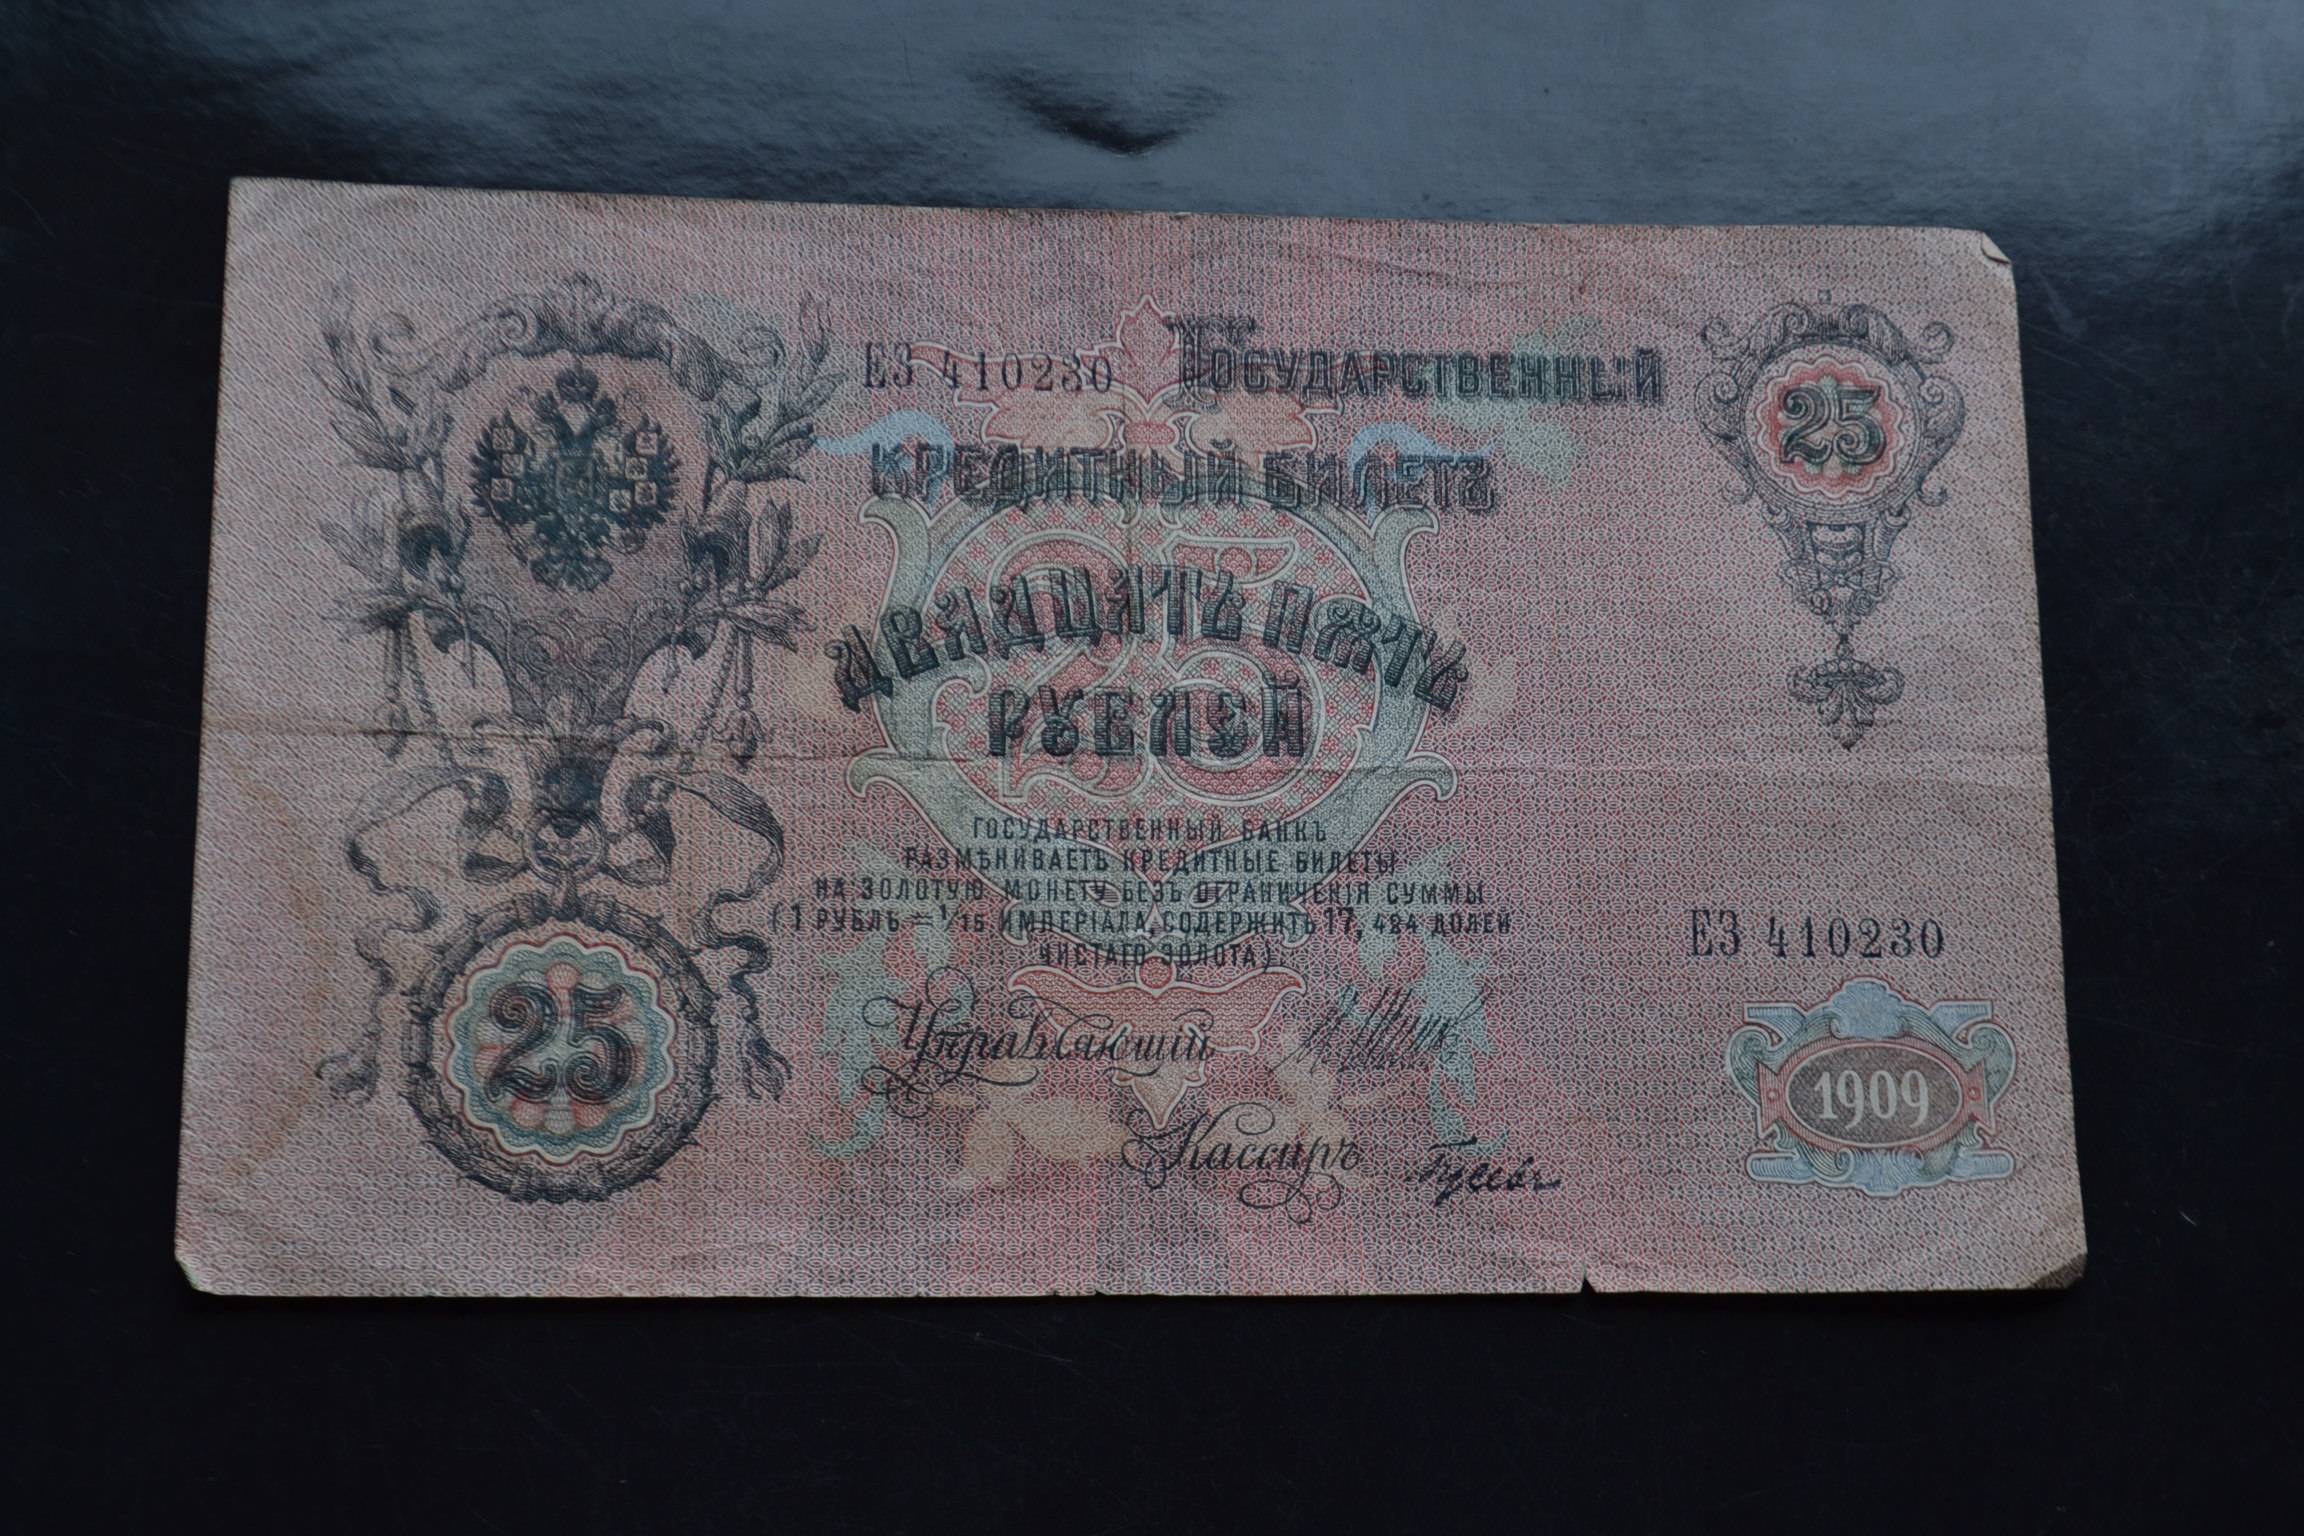 ЕЗ 410230 ГОСУДАРСТВЕННЫЙ
КРЕДИТНЫЙ БИЛЕТЪ
25
ДВАДЦАТЬ ПЯТЬ
РУБЛЕЙ
25
ГОСУДАРСТВЕННЫЙ БАНКЪ
РАЗМѢНИВАЕТЪ КРЕДИТНЫЕ БИЛЕТЫ
НА ЗОЛОТУЮ МОНЕТУ БЕЗЪ ОГРАНИЧЕНІЯ СУММЫ
(1 РУБЛЬ = 1/15 ИМПЕРІАЛА, СОДЕРЖИТЪ 17,424 ДОЛЕЙ
ЧИСТАГО ЗОЛОТА).
ЕЗ 410230
25
Управляющій
1909
Кассиръ Гусевъ